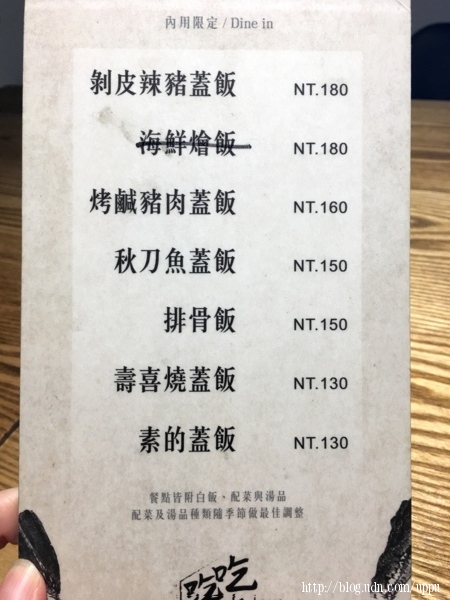 內用限定 / Dine in
剝皮辣豬蓋飯 NT.180
海鮮燴飯 NT.180
烤鹹豬肉蓋飯 NT.160
秋刀魚蓋飯 NT.150
排骨飯 NT.150
壽喜燒蓋飯 NT.130
素的蓋飯 NT.130
餐點皆附白飯、配菜與湯品
配菜及湯品種類隨季節做最佳調整
http://blog.udn.com/uppu